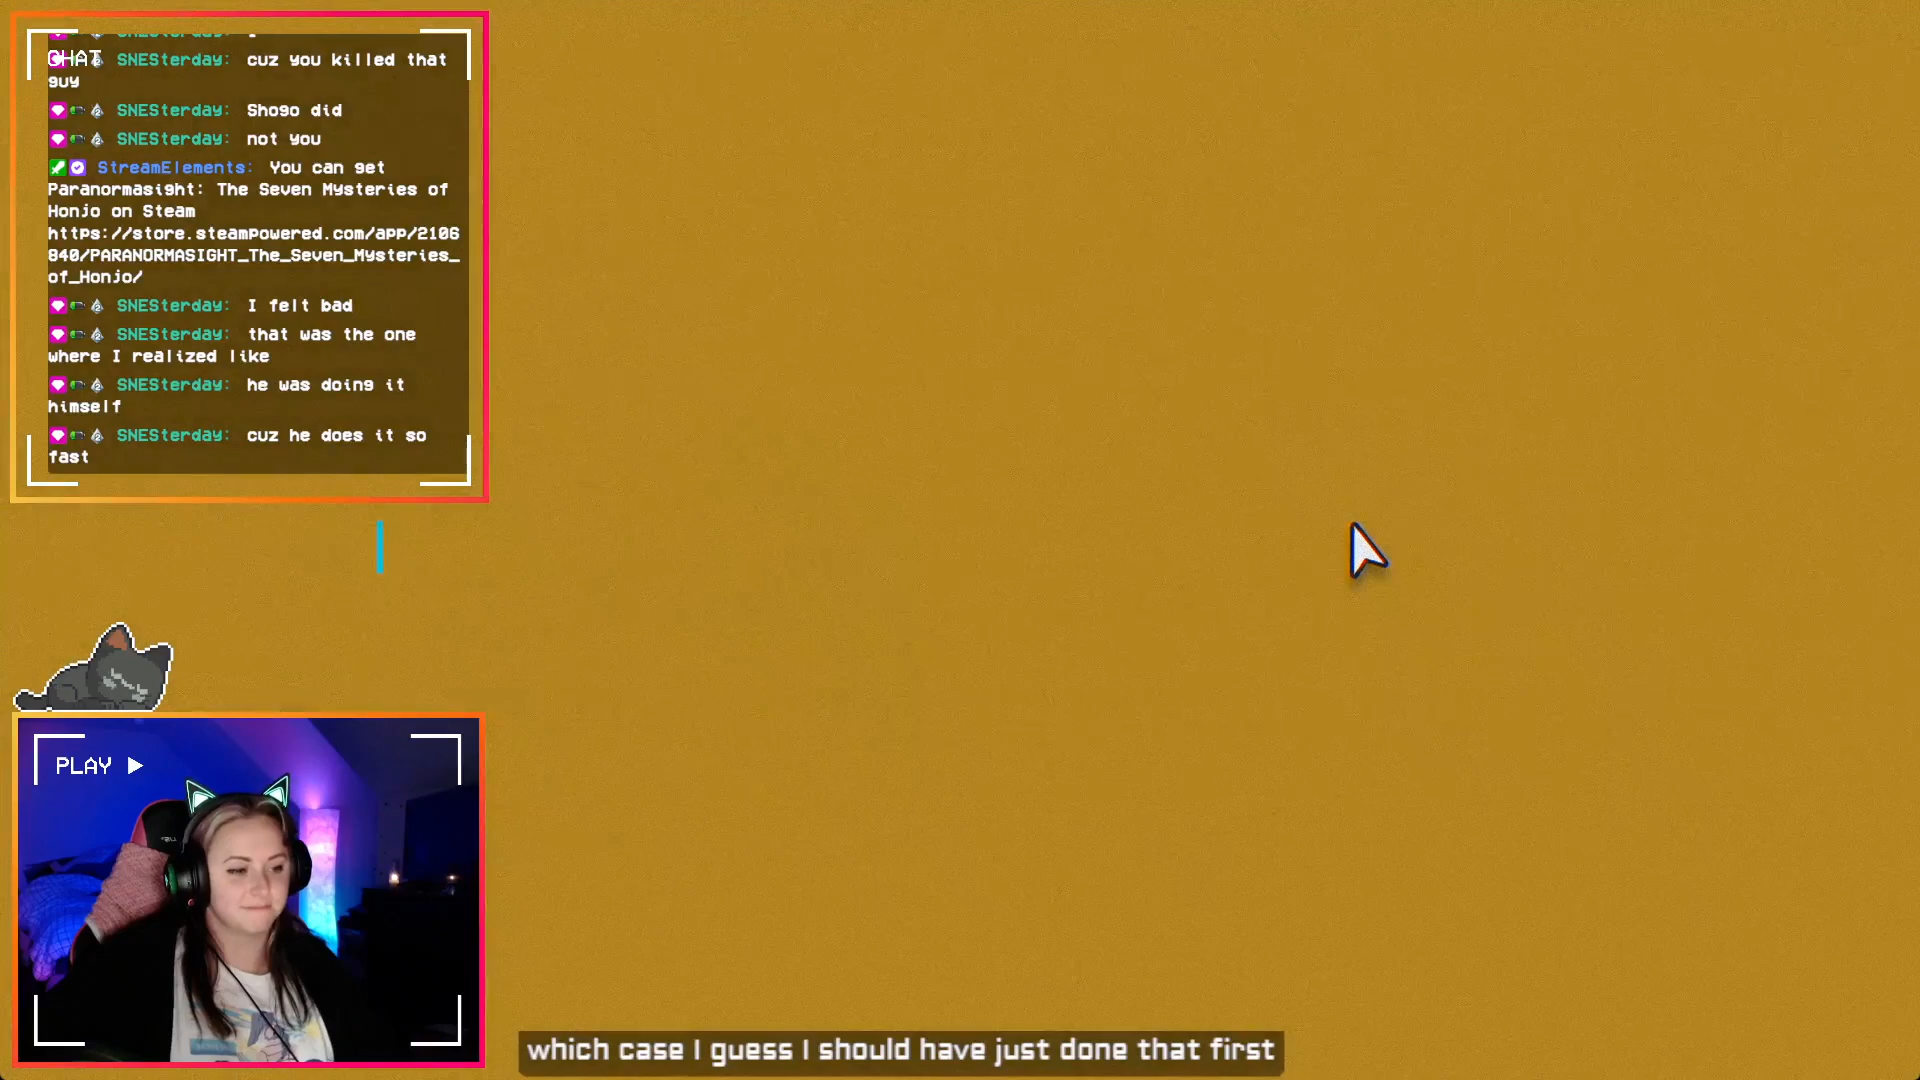 CHAT
SNESterday: cuz you killed that
guy
SNESterday: Shogo did
SNESterday: not you
StreamElements: You can get
Paranormasight: The Seven Mysteries of
Honjo on Steam
https://store.steampowered.com/app/2106
840/PARANORMASIGHT_The_Seven_Mysteries_
of_Honjo/
SNESterday: I felt bad
SNESterday: that was the one
where I realized like
SNESterday: he was doing it
himself
SNESterday: cuz he does it so
fast
PLAY
which case I guess I should have just done that first